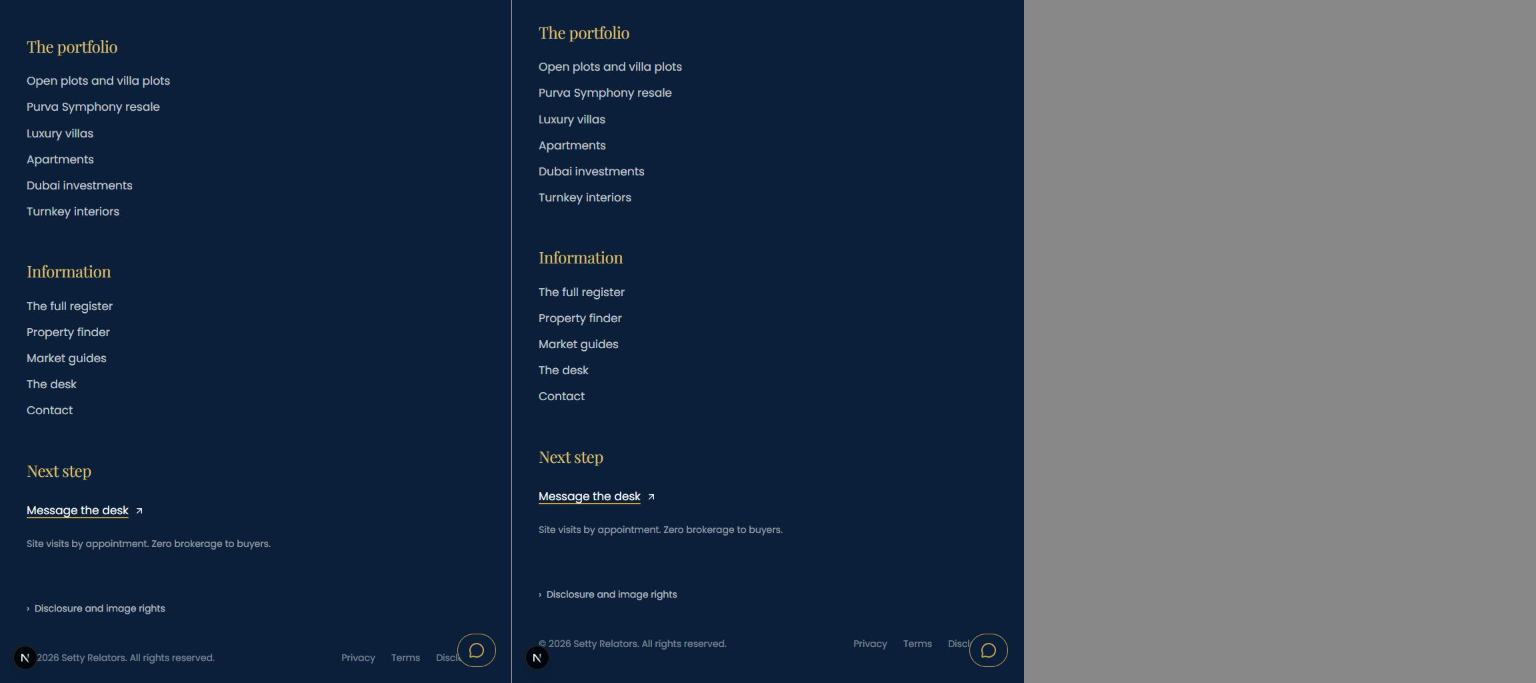 The portfolio
Open plots and villa plots
Purva Symphony resale
Luxury villas
Apartments
Dubai investments
Turnkey interiors
Information
The full register
Property finder
Market guides
The desk
Contact
Next step
Message the desk ↗
Site visits by appointment. Zero brokerage to buyers.
› Disclosure and image rights
N 2026 Setty Relators. All rights reserved. Privacy Terms
The portfolio
Open plots and villa plots
Purva Symphony resale
Luxury villas
Apartments
Dubai investments
Turnkey interiors
Information
The full register
Property finder
Market guides
The desk
Contact
Next step
Message the desk ↗
Site visits by appointment. Zero brokerage to buyers.
› Disclosure and image rights
© 2026 Setty Relators. All rights reserved. Privacy Terms
N